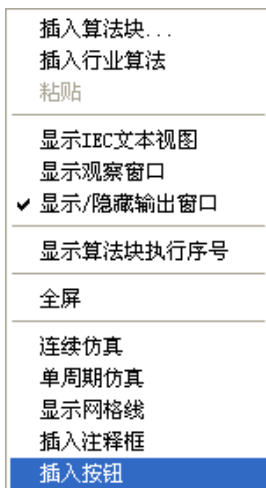 插入算法块...
插入行业算法
粘贴
显示IEC文本视图
显示观察窗口
显示/隐藏输出窗口
显示算法块执行序号
全屏
连续仿真
单周期仿真
显示网格线
插入注释框
插入按钮